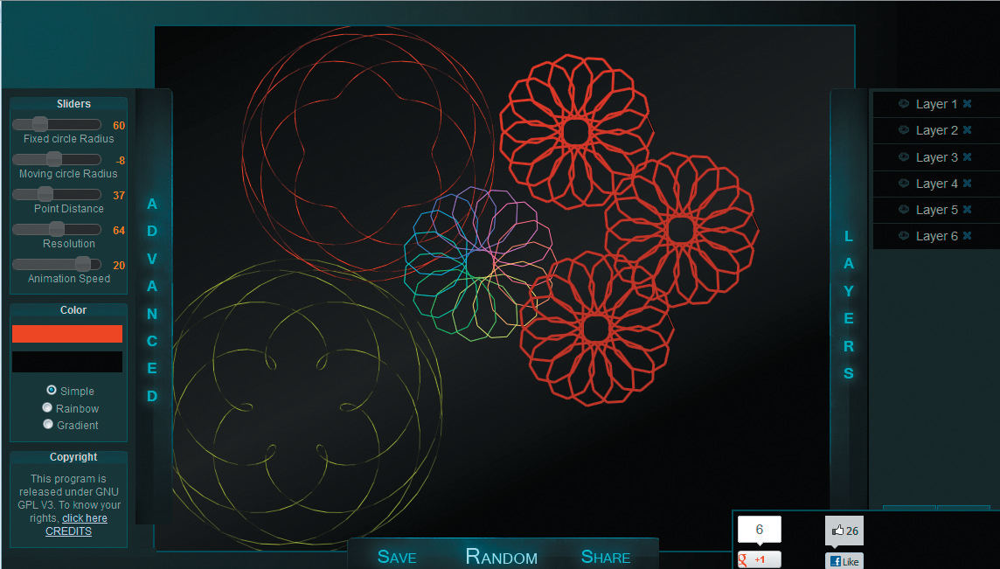 Sliders
60
Fixed circle Radius
-8
Moving circle Radius
37
Point Distance
64
Resolution
20
Animation Speed
Color
Simple
Rainbow
Gradient
Copyright
This program is
released under GNU
GPL V3. To know your
rights, click here
CREDITS
ADVANCED
SAVE
RANDOM
SHARE
LAYERS
Layer 1
Layer 2
Layer 3
Layer 4
Layer 5
Layer 6
6
+1
26
Like